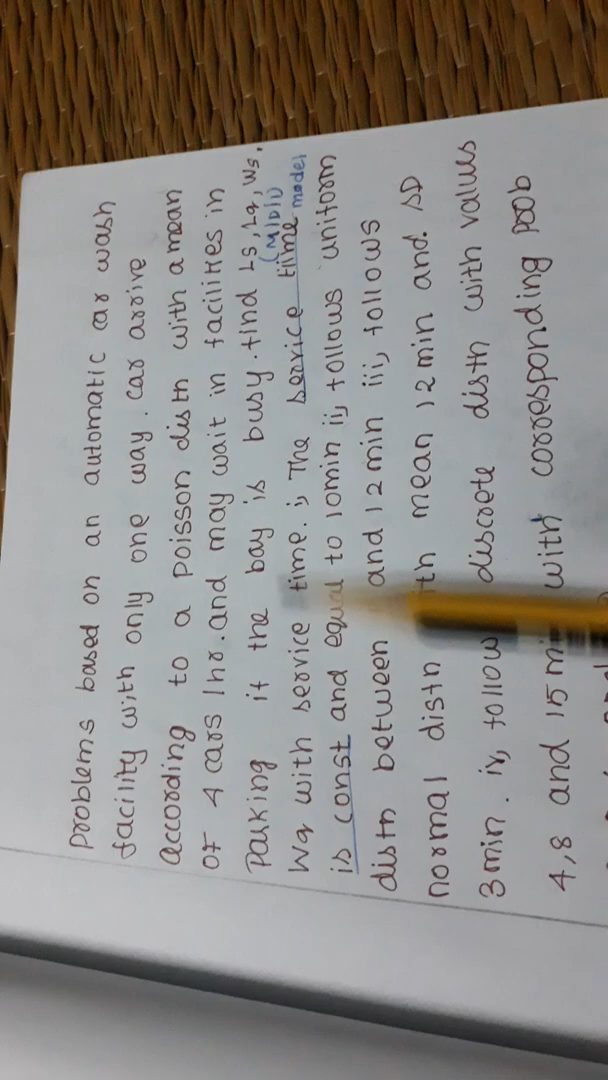 problems based on an automatic car wash
facility with only one way. car arrive
according to a poisson distn with a mean
of 4 cars /hr. and may wait in facilities in
Parking if the bay is busy. find Ls, Lq, Ws,
(M/D/1)
Wq with service time. i, The service time model
is const and equal to 10min ii, follows uniform
distn between and 12 min iii, follows
normal distn mean 12 min and SD
3 min. iv, follow discrete distn with values
4,8 and 15 with corresponding prob